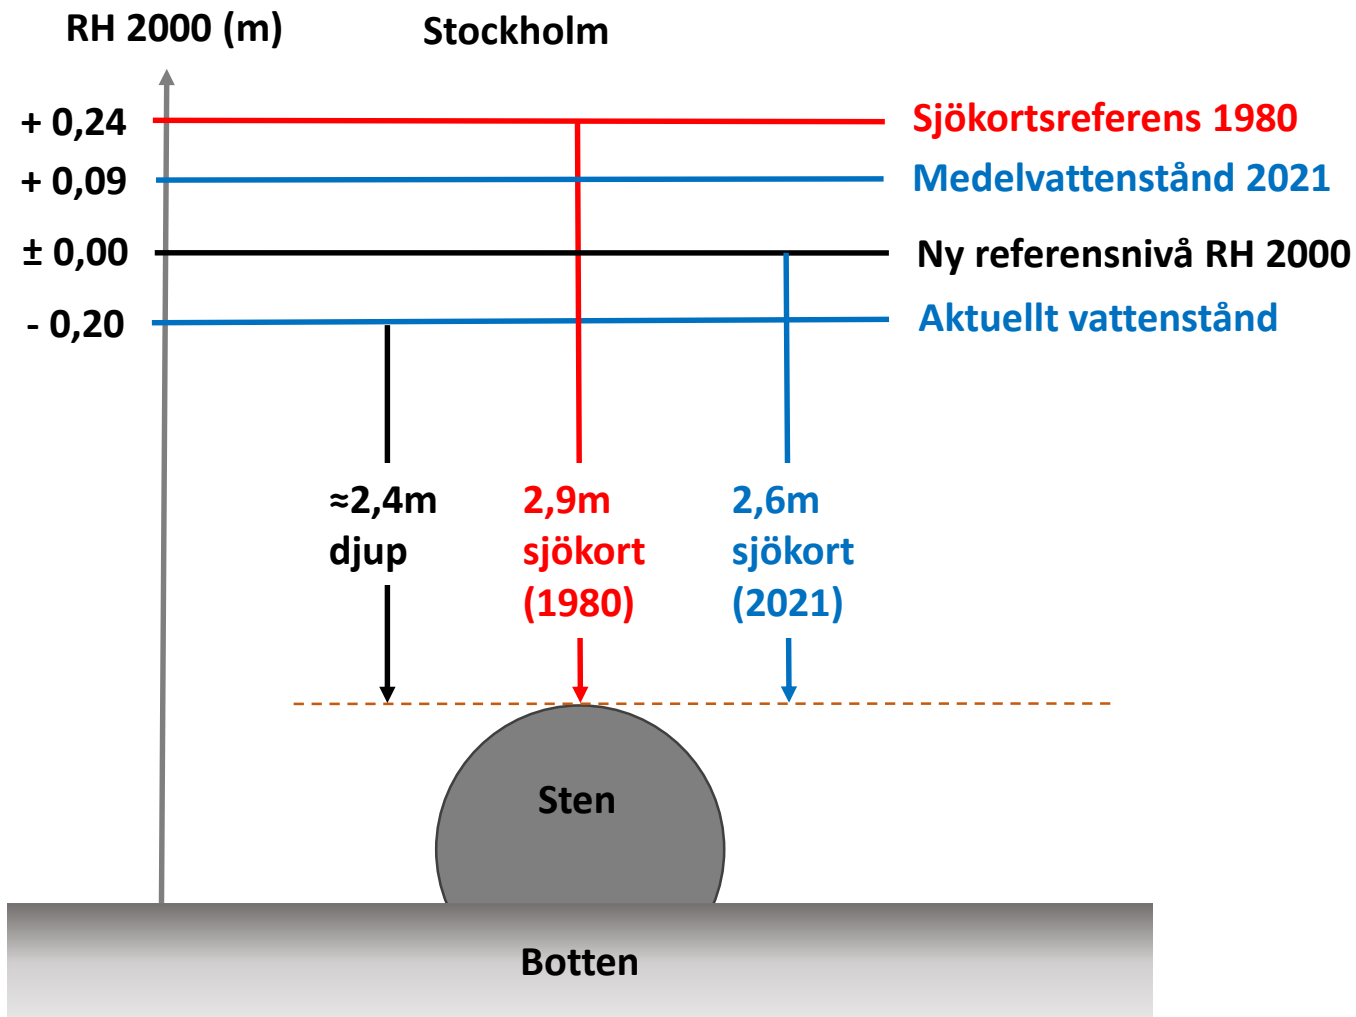 RH 2000 (m)
Stockholm
+ 0,24
Sjökortsreferens 1980
+ 0,09
Medelvattenstånd 2021
± 0,00
Ny referensnivå RH 2000
- 0,20
Aktuellt vattenstånd
≈2,4m
djup
2,9m
sjökort
(1980)
2,6m
sjökort
(2021)
Sten
Botten